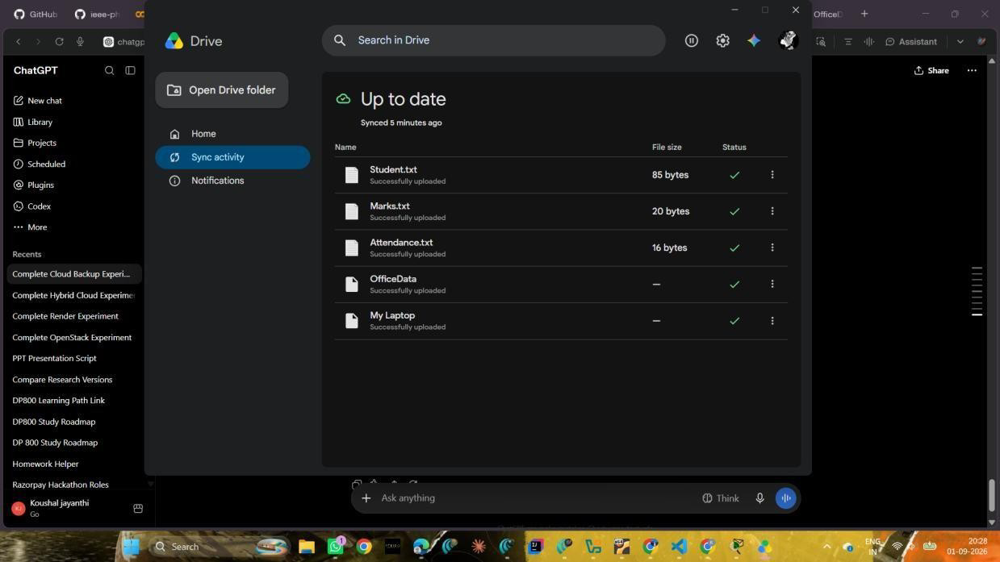 GitHub
ieee-ph
OfficeD
chatgp
Assistant
ChatGPT
Share
New chat
Library
Projects
Scheduled
Plugins
Codex
More
Recents
Complete Cloud Backup Experi...
Complete Hybrid Cloud Experime
Complete Render Experiment
Complete OpenStack Experiment
PPT Presentation Script
Compare Research Versions
DP800 Learning Path Link
DP800 Study Roadmap
DP 800 Study Roadmap
Homework Helper
Razorpay Hackathon Roles
KJ
Koushal jayanthi
Go
Drive
Search in Drive
Open Drive folder
Home
Sync activity
Notifications
Up to date
Synced 5 minutes ago
Name File size Status
Student.txt 85 bytes
Successfully uploaded
Marks.txt 20 bytes
Successfully uploaded
Attendance.txt 16 bytes
Successfully uploaded
OfficeData —
Successfully uploaded
My Laptop —
Successfully uploaded
Ask anything
Think
Search
1
ENG
IN
20:28
01-09-2026